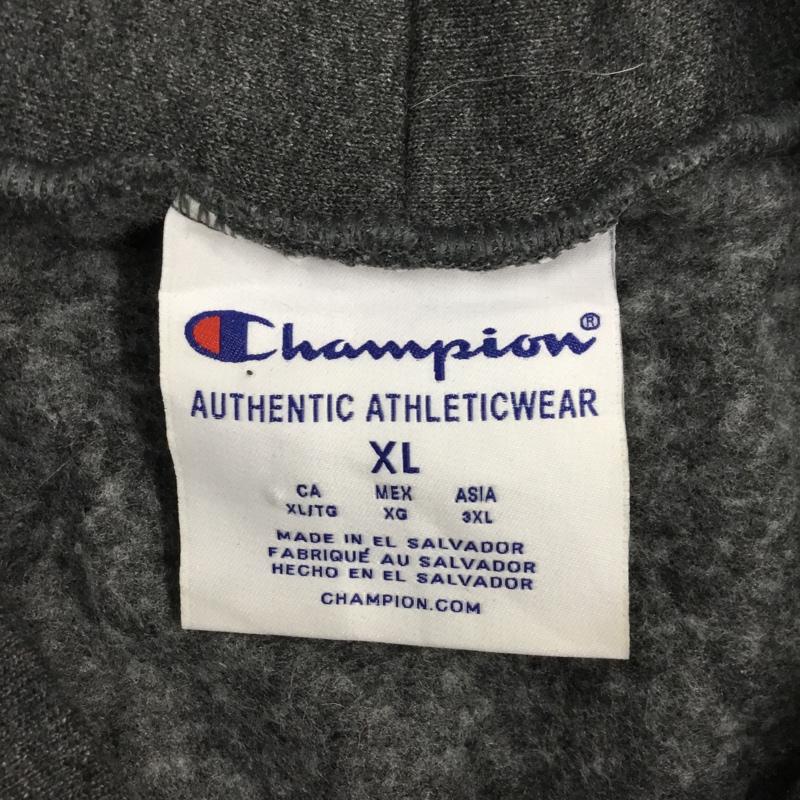 Champion®
AUTHENTIC ATHLETICWEAR
XL
CA MEX ASIA
XL/TG XG 3XL
MADE IN EL SALVADOR
FABRIQUÉ AU SALVADOR
HECHO EN EL SALVADOR
CHAMPION.COM